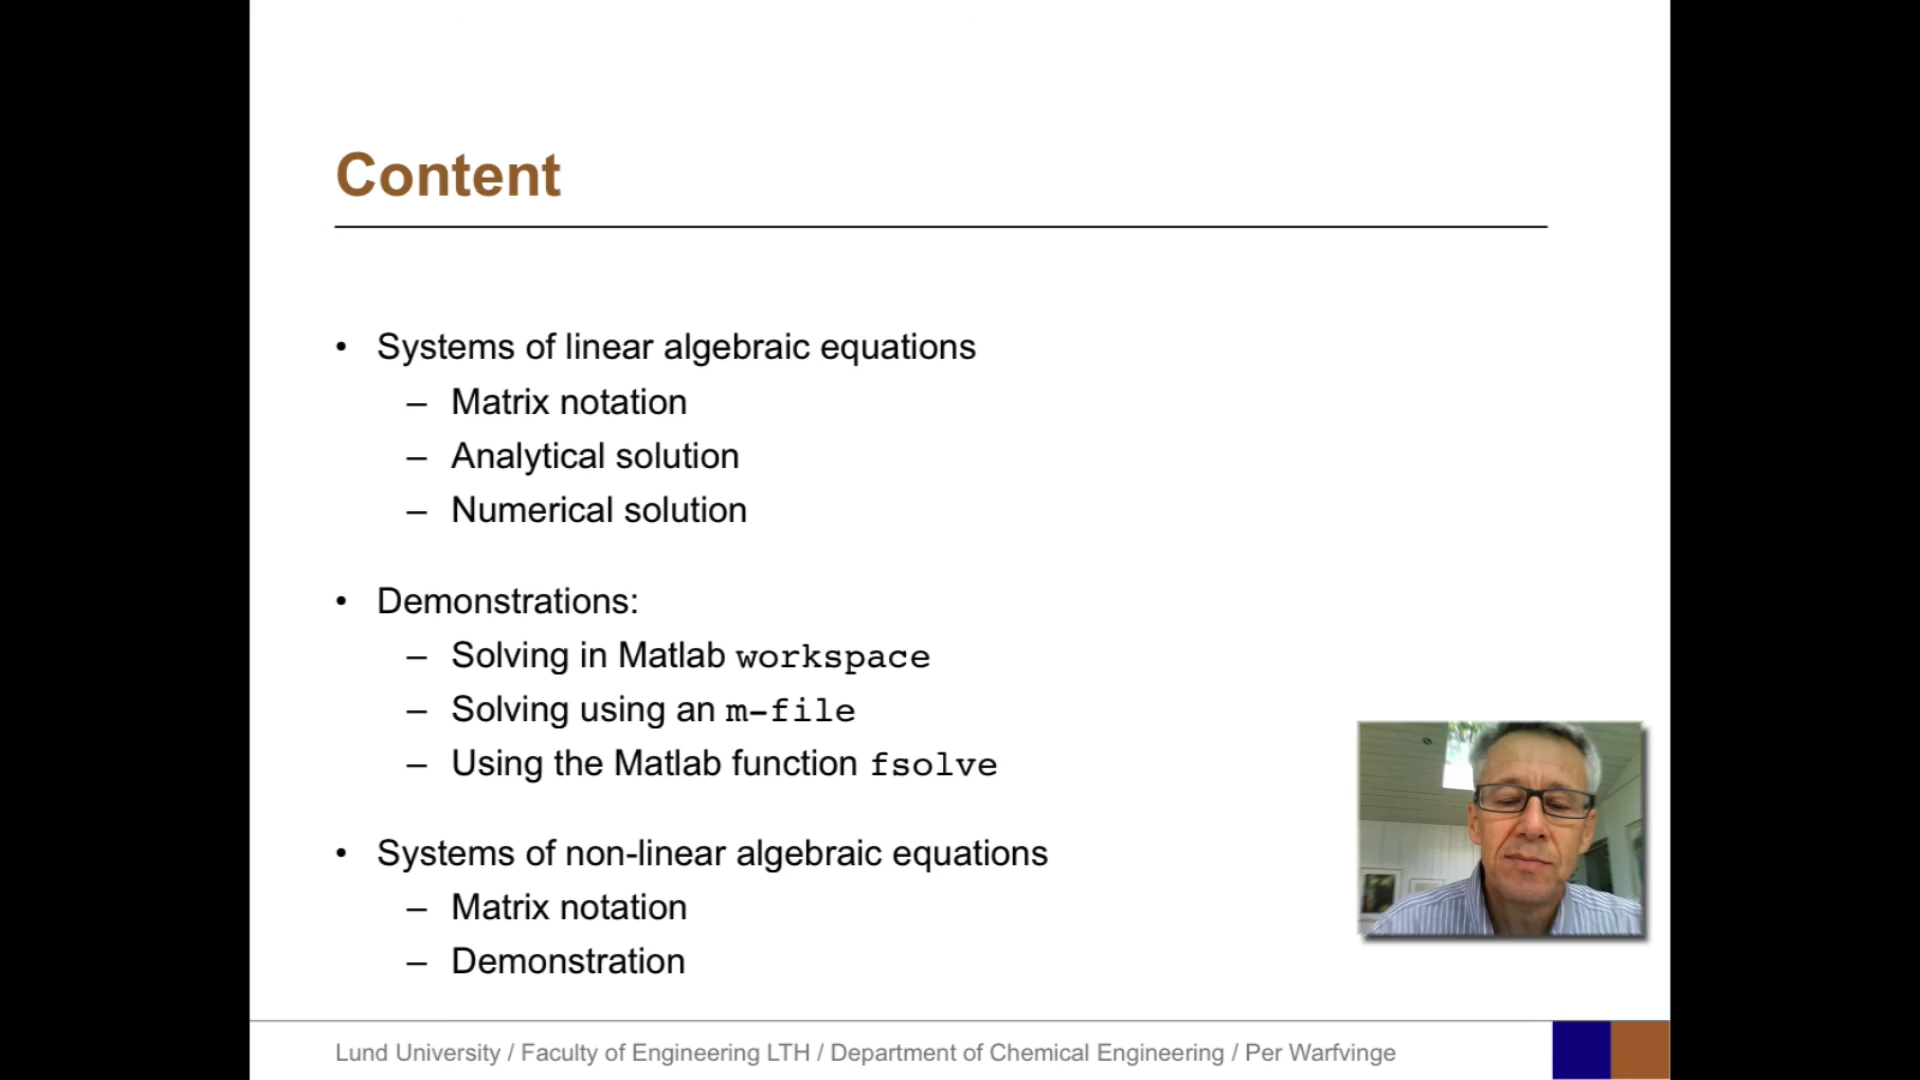 Content
• Systems of linear algebraic equations
– Matrix notation
– Analytical solution
– Numerical solution
• Demonstrations:
– Solving in Matlab workspace
– Solving using an m-file
– Using the Matlab function fsolve
• Systems of non-linear algebraic equations
– Matrix notation
– Demonstration
Lund University / Faculty of Engineering LTH / Department of Chemical Engineering / Per Warfvinge